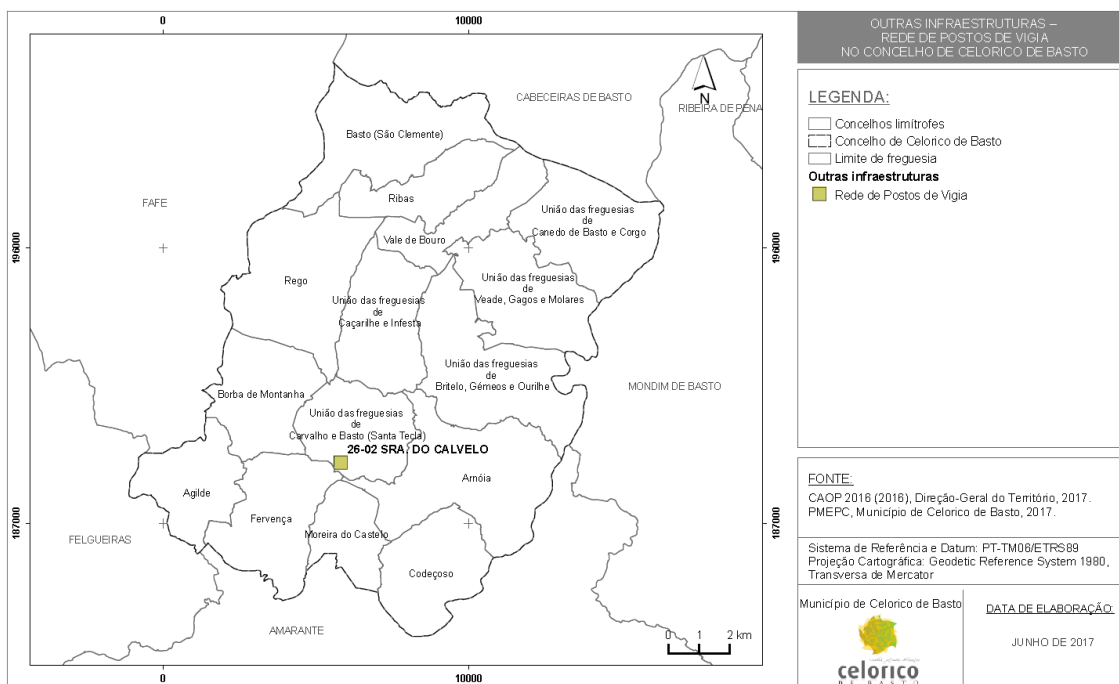 0
10000
OUTRAS INFRAESTRUTURAS –
REDE DE POSTOS DE VIGIA
NO CONCELHO DE CELORICO DE BASTO
CABECEIRAS DE BASTO
RIBEIRA DE PENA
N
Basto (São Clemente)
FAFE
Ribas
União das freguesias
de
Canedo de Basto e Corgo
Vale de Bouro
196000
196000
Rego
União das freguesias
de
Veade, Gagos e Molares
União das freguesias
de
Caçarilhe e Infesta
União das freguesias
de
Britelo, Gémeos e Ourilhe
MONDIM DE BASTO
Borba de Montanha
União das freguesias
de
Carvalho e Basto (Santa Tecla)
26-02 SRA. DO CALVELO
Arnóia
Agilde
Fervença
Moreira do Castelo
187000
187000
FELGUEIRAS
Codeçoso
AMARANTE
0 1 2 km
0
10000
LEGENDA:
Concelhos limítrofes
Concelho de Celorico de Basto
Limite de freguesia
Outras infraestruturas
Rede de Postos de Vigia
FONTE:
CAOP 2016 (2016), Direção-Geral do Território, 2017.
PMEPC, Município de Celorico de Basto, 2017.
Sistema de Referência e Datum: PT-TM06/ETRS89
Projeção Cartográfica: Geodetic Reference System 1980,
Transversa de Mercator
Município de Celorico de Basto
celorico
DE BASTO
DATA DE ELABORAÇÃO:
JUNHO DE 2017